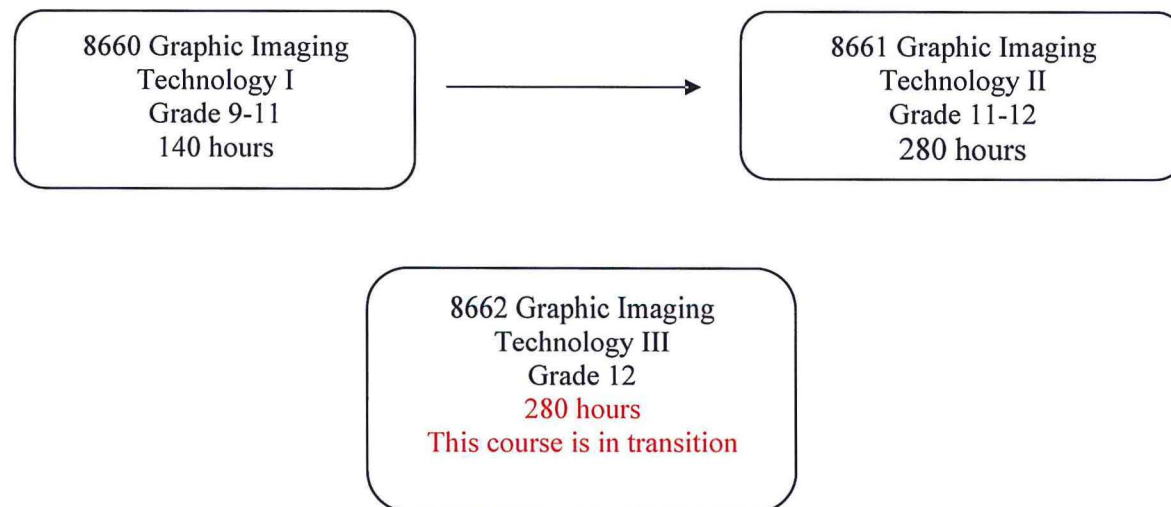 8660 Graphic Imaging
Technology I
Grade 9-11
140 hours
8661 Graphic Imaging
Technology II
Grade 11-12
280 hours
8662 Graphic Imaging
Technology III
Grade 12
280 hours
This course is in transition